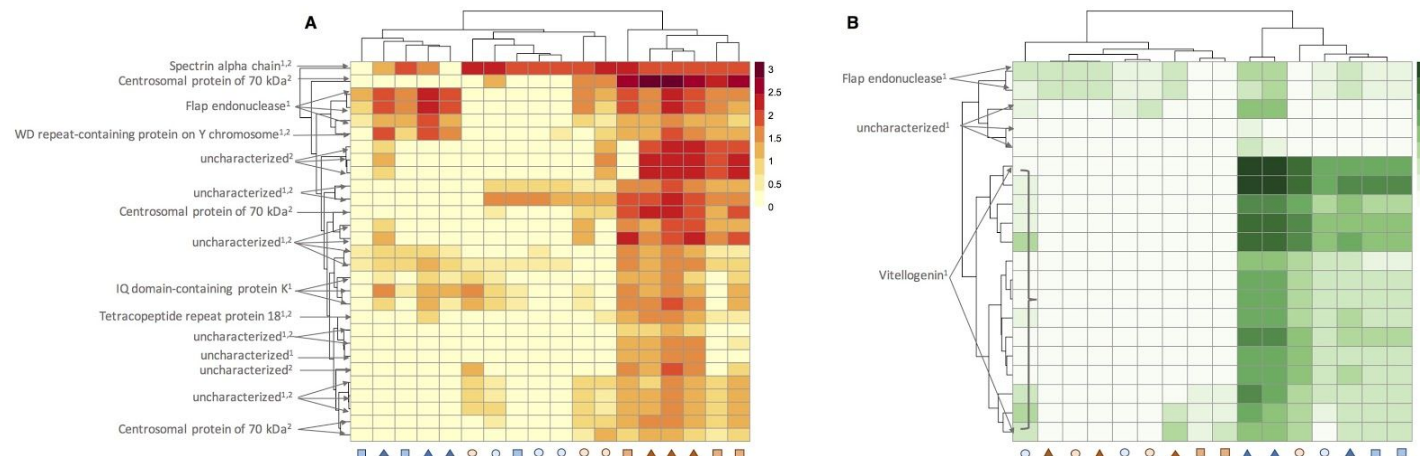 A
Spectrin alpha chain1,2
Centrosomal protein of 70 kDa2
Flap endonuclease1
WD repeat-containing protein on Y chromosome1,2
uncharacterized2
uncharacterized1,2
Centrosomal protein of 70 kDa2
uncharacterized1,2
IQ domain-containing protein K1
Tetracopeptide repeat protein 181,2
uncharacterized1,2
uncharacterized1
uncharacterized2
uncharacterized1,2
Centrosomal protein of 70 kDa2
3
2.5
2
1.5
1
0.5
0
B
Flap endonuclease1
uncharacterized1
Vitellogenin1